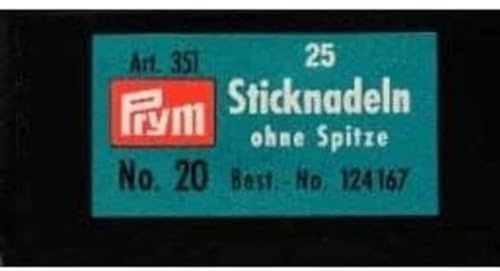 Art. 351 25
Prym Sticknadeln
ohne Spitze
No. 20 Best.-No. 124167